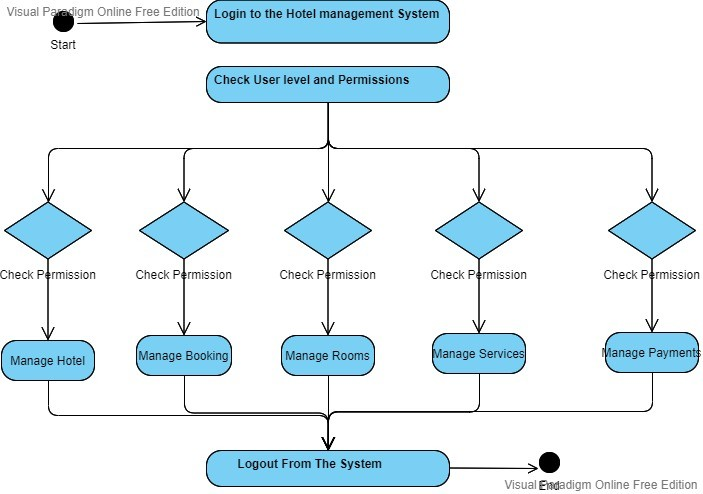 Visual Paradigm Online Free Edition
Login to the Hotel management System
Start
Check User level and Permissions
Check Permission
Check Permission
Check Permission
Check Permission
Check Permission
Manage Hotel
Manage Booking
Manage Rooms
Manage Services
Manage Payments
Logout From The System
End
Visual Paradigm Online Free Edition